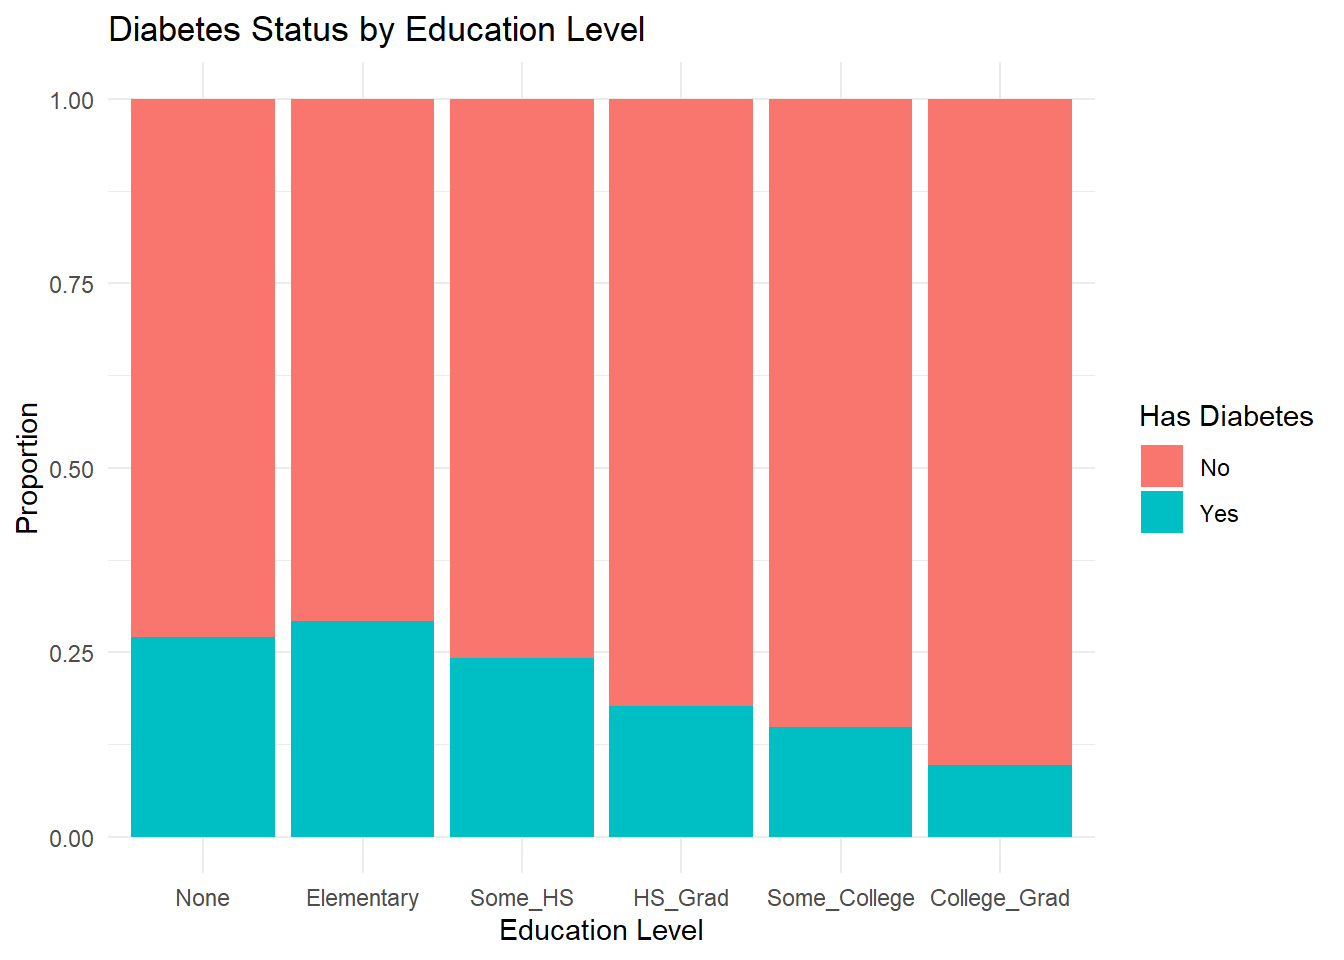 Diabetes Status by Education Level
Proportion
1.00
0.75
0.50
0.25
0.00
None Elementary Some_HS HS_Grad Some_College College_Grad
Education Level
Has Diabetes
No
Yes